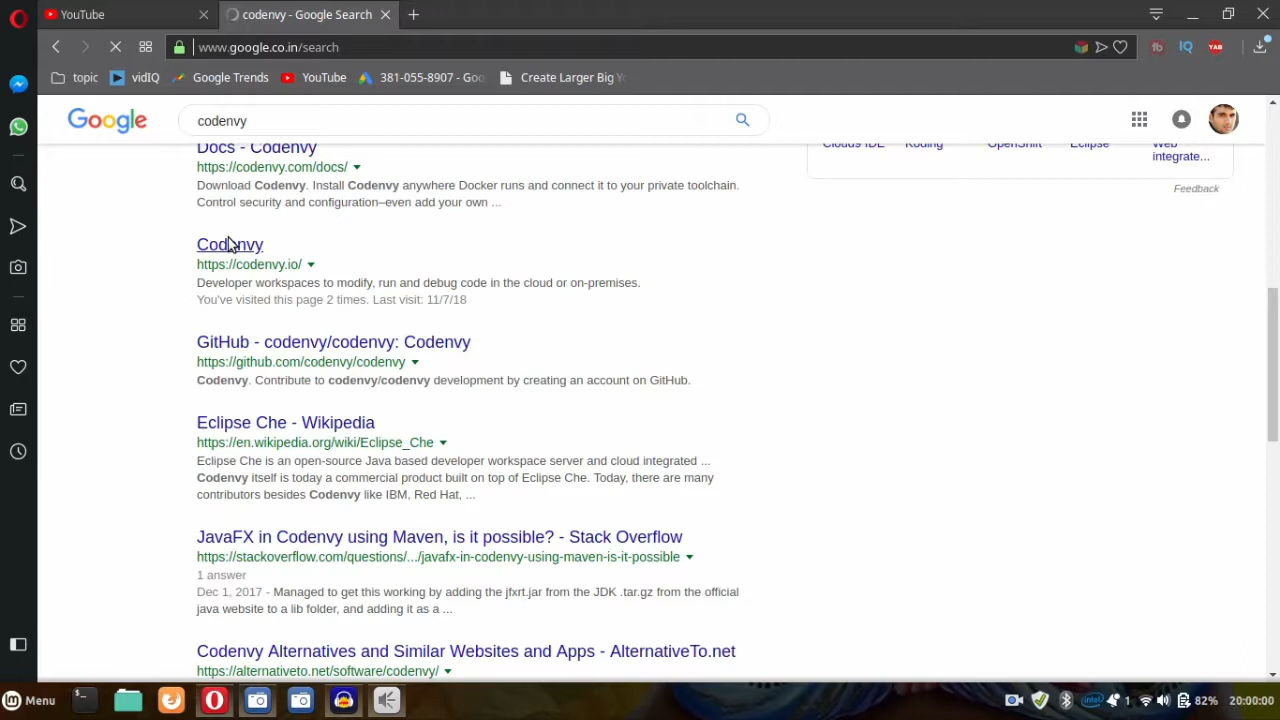 YouTube
codenvy - Google Search
www.google.co.in/search
topic
vidIQ
Google Trends
YouTube
381-055-8907 - Goo
Create Larger Big Yo
Google
codenvy
Docs - Codenvy
https://codenvy.com/docs/
Download Codenvy. Install Codenvy anywhere Docker runs and connect it to your private toolchain.
Control security and configuration–even add your own ...
Clouds IDE
Koding
OpenShift
Eclipse
Web
integrate...
Feedback
Codenvy
https://codenvy.io/
Developer workspaces to modify, run and debug code in the cloud or on-premises.
You've visited this page 2 times. Last visit: 11/7/18
GitHub - codenvy/codenvy: Codenvy
https://github.com/codenvy/codenvy
Codenvy. Contribute to codenvy/codenvy development by creating an account on GitHub.
Eclipse Che - Wikipedia
https://en.wikipedia.org/wiki/Eclipse_Che
Eclipse Che is an open-source Java based developer workspace server and cloud integrated ...
Codenvy itself is today a commercial product built on top of Eclipse Che. Today, there are many
contributors besides Codenvy like IBM, Red Hat, ...
JavaFX in Codenvy using Maven, is it possible? - Stack Overflow
https://stackoverflow.com/questions/.../javafx-in-codenvy-using-maven-is-it-possible
1 answer
Dec 1, 2017 - Managed to get this working by adding the jfxrt.jar from the JDK .tar.gz from the official
java website to a lib folder, and adding it as a ...
Codenvy Alternatives and Similar Websites and Apps - AlternativeTo.net
https://alternativeto.net/software/codenvy/
Menu
1
82%
20:00:00